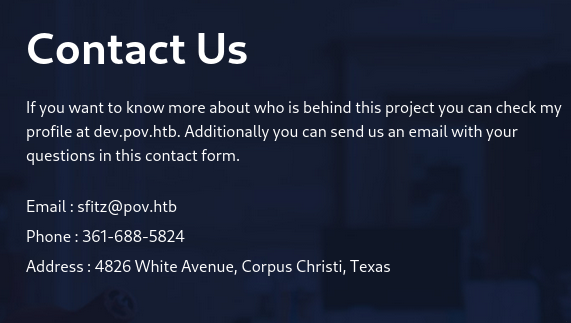 Contact Us
If you want to know more about who is behind this project you can check my
profile at dev.pov.htb. Additionally you can send us an email with your
questions in this contact form.
Email : sfitz@pov.htb
Phone : 361-688-5824
Address : 4826 White Avenue, Corpus Christi, Texas